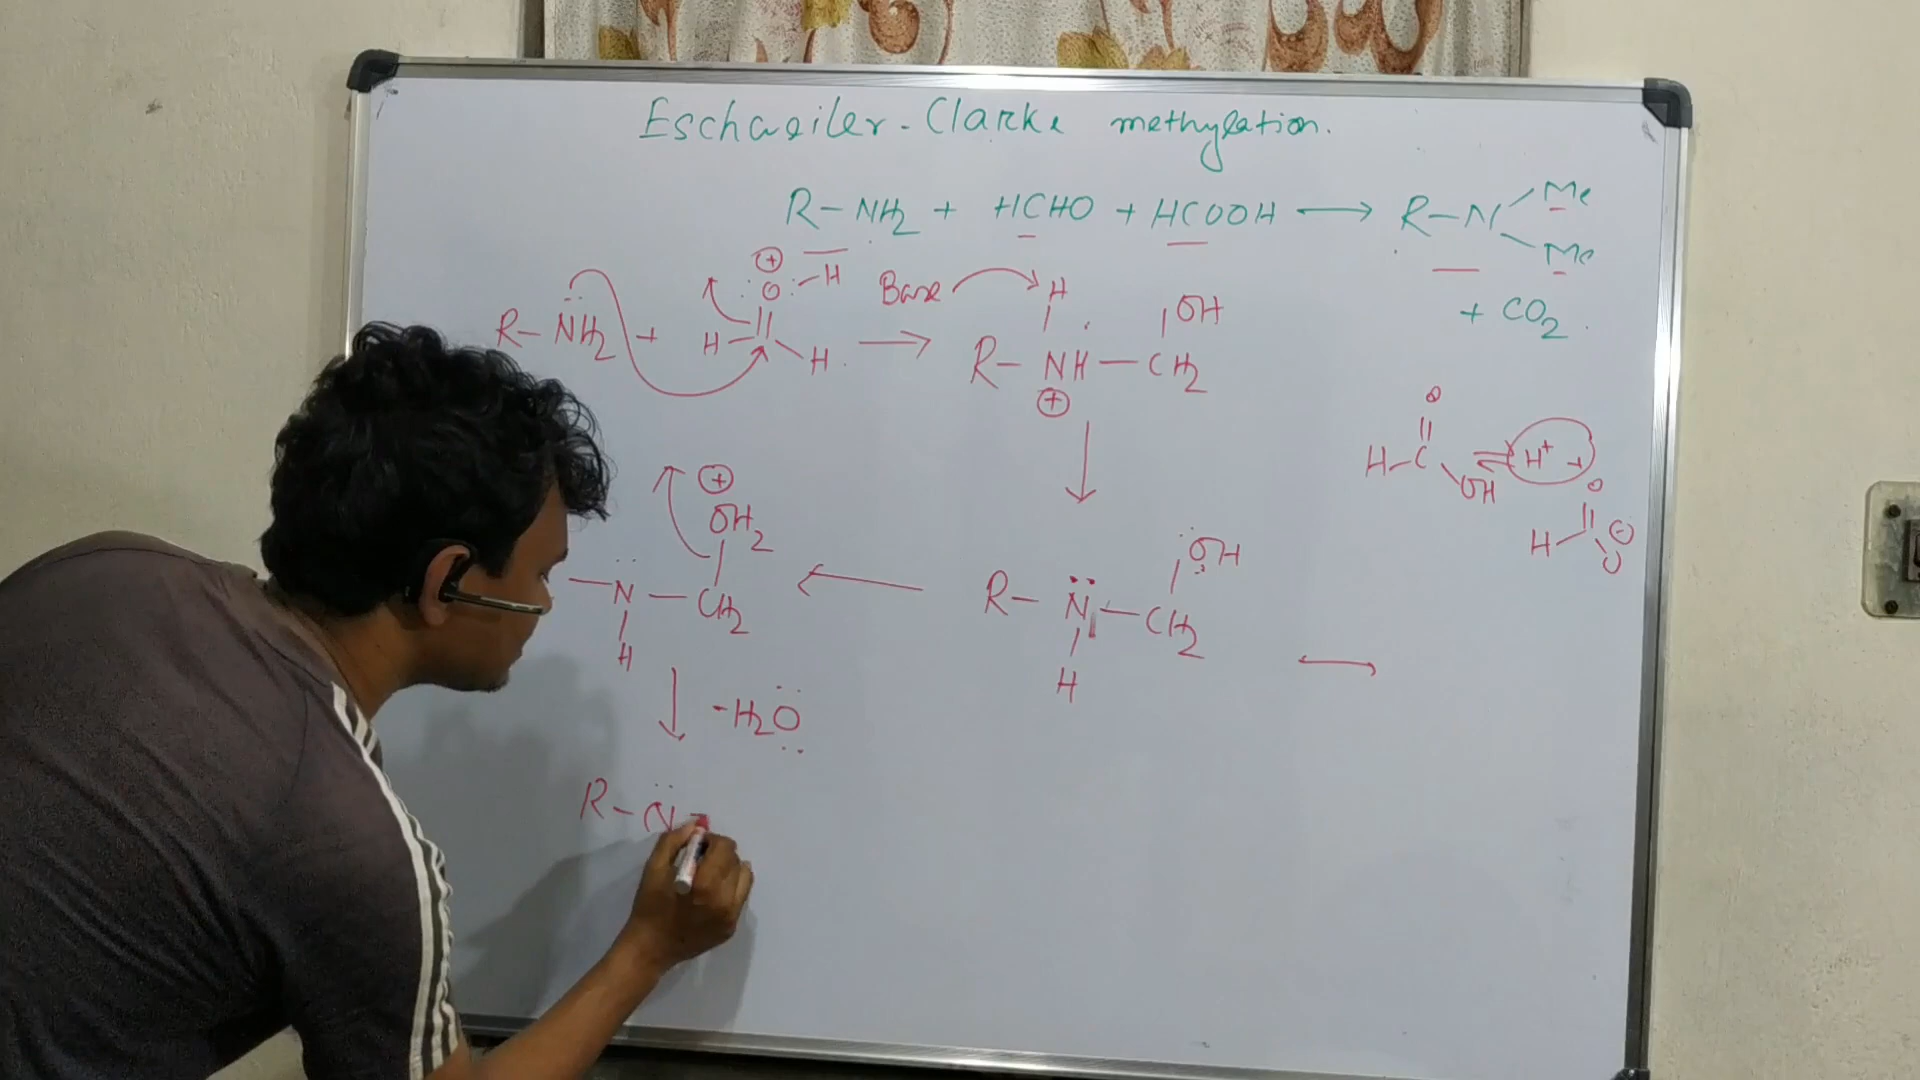 Eschweiler-Clarke methylation.
R-NH2 + HCHO + HCOOH → R-N Me Me
+ CO2
R-N̈H2 + H H O H ⊕ → Base H R-NH-CH2 OH ⊕
H-C O OH ⇌ H+ + H O O ⊖
R-N̈-CH2 OH H
-N̈-CH2 OH2 ⊕ H
-H2O
R-N̈